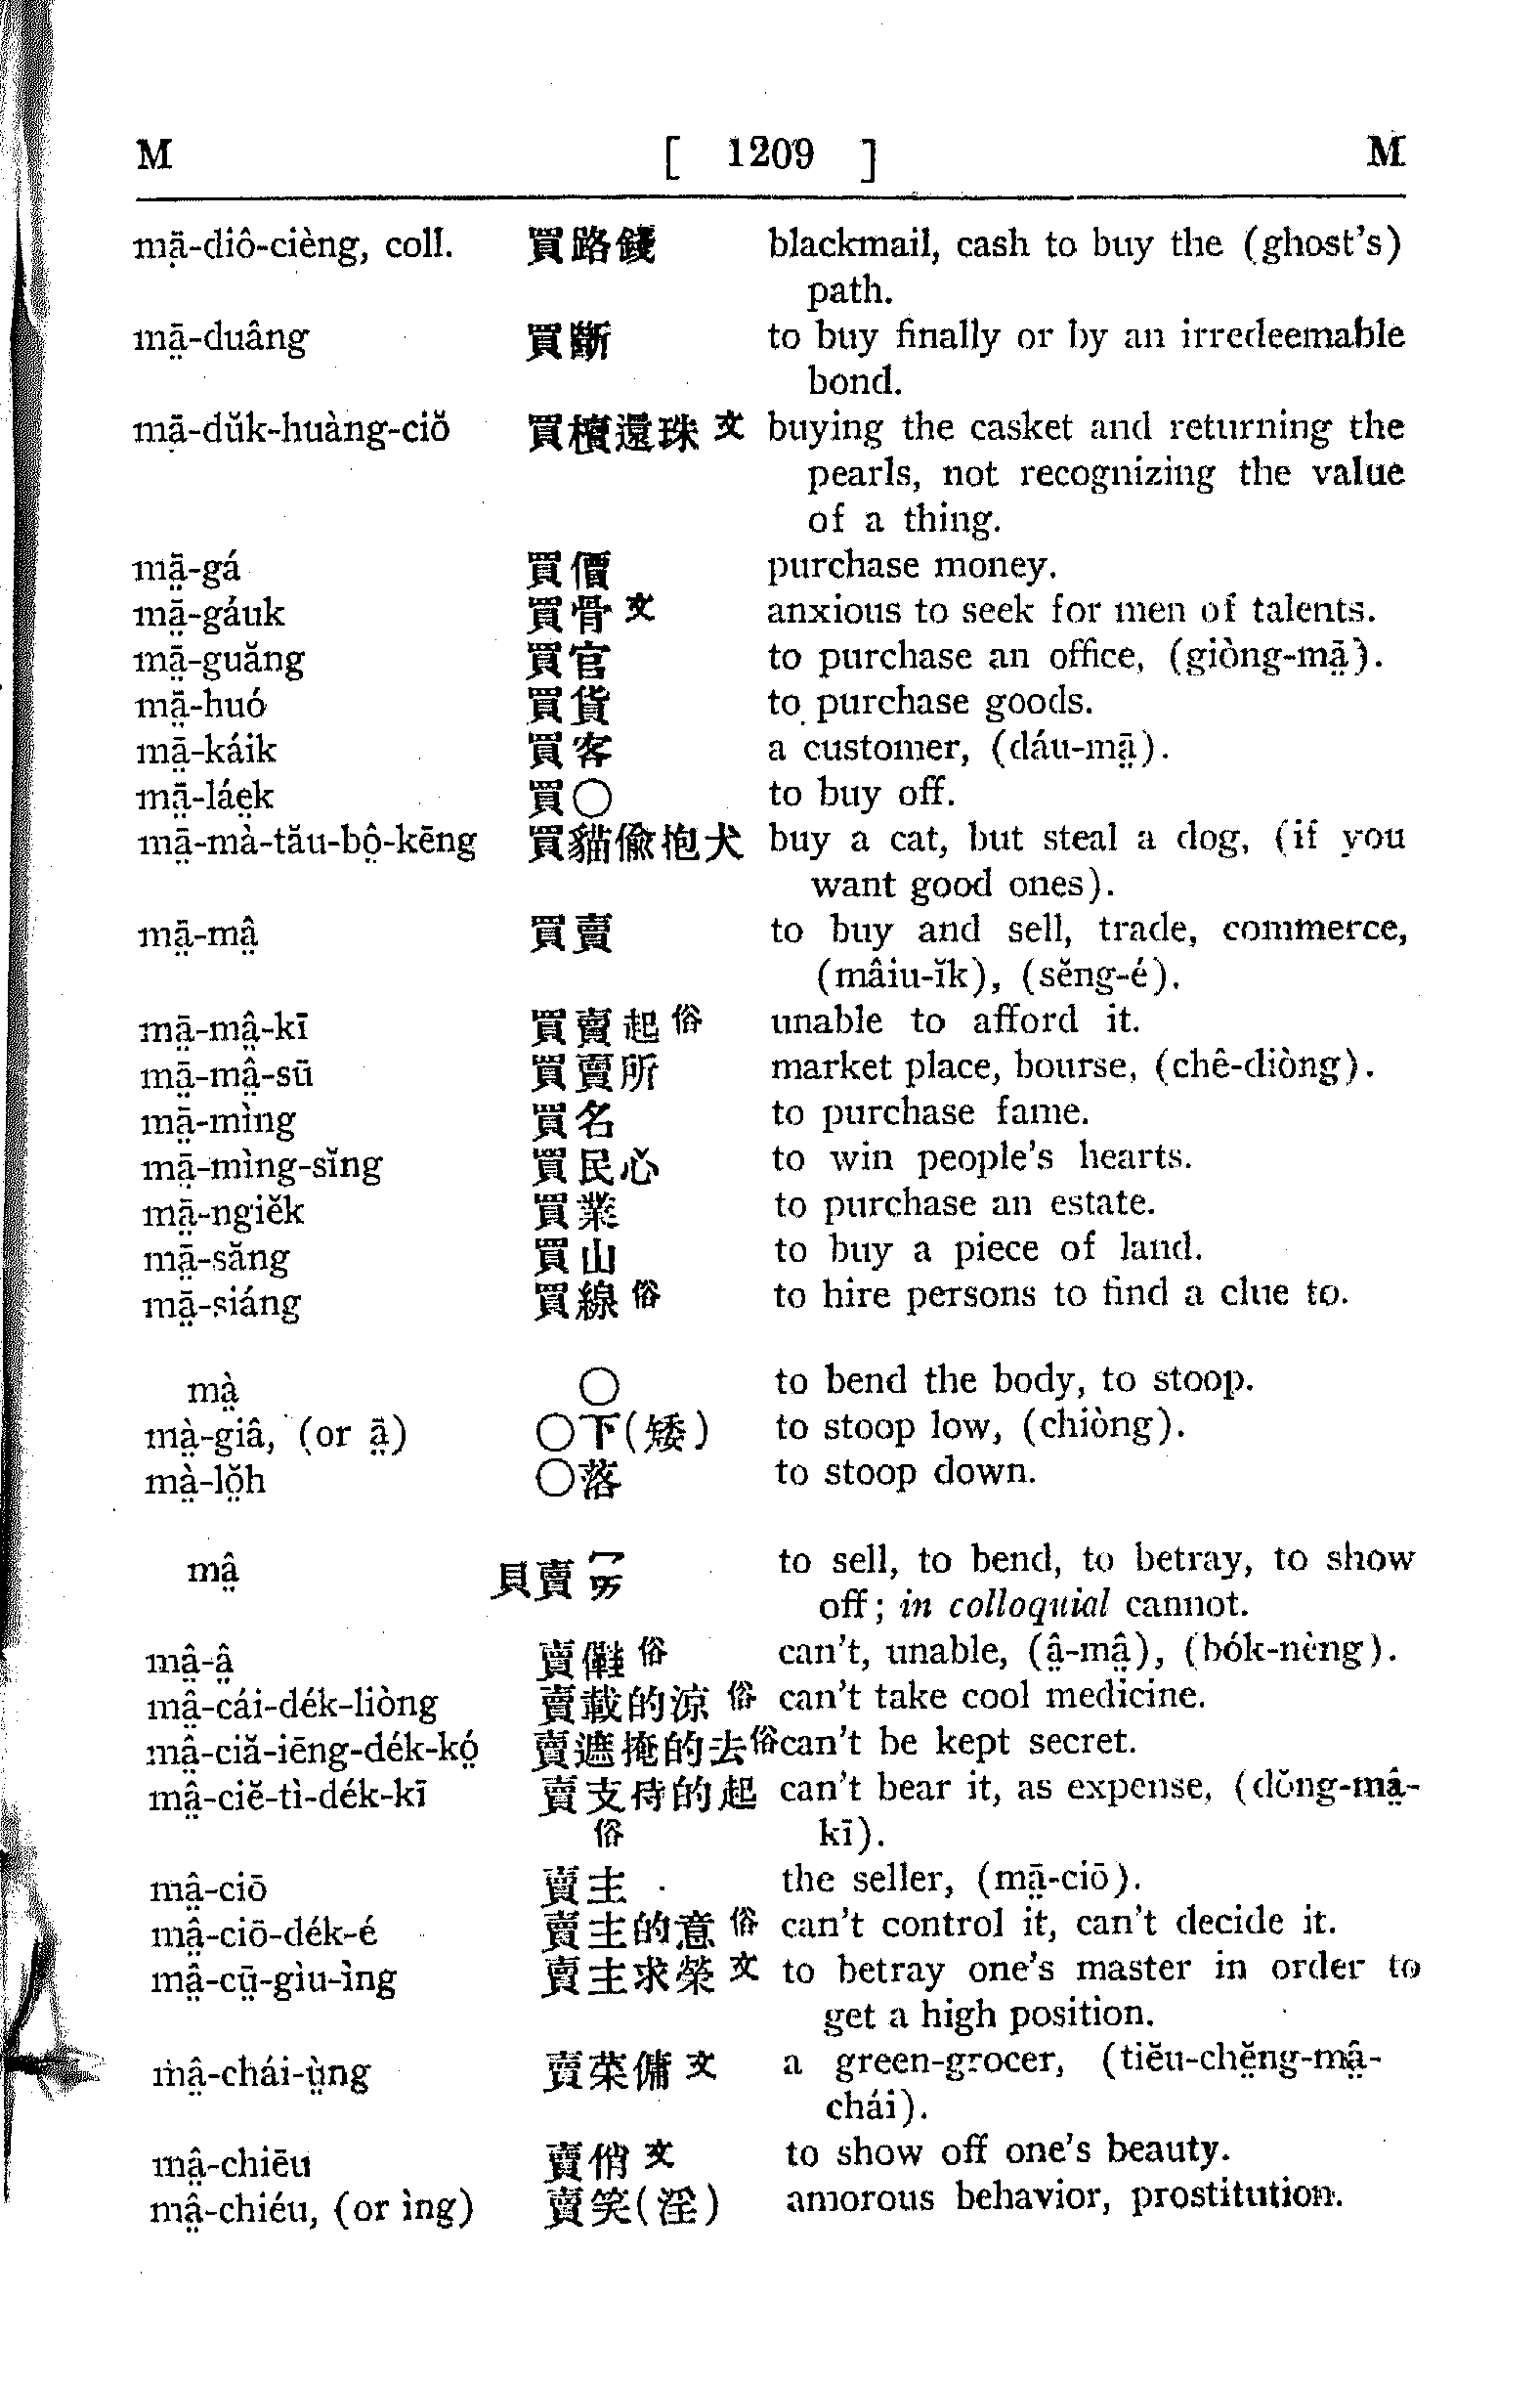 M [ 1209 ] M
mā̤-diô-cièng, coll. 買路錢 blackmail, cash to buy the (ghost's)
path.
mā̤-duâng 買斷 to buy finally or by an irredeemable
bond.
mā̤-dŭk-huàng-ciŏ 買櫝還珠 文 buying the casket and returning the
pearls, not recognizing the value
of a thing.
mā̤-gá 買價 purchase money.
mā̤-gáuk 買骨 文 anxious to seek for men of talents.
mā̤-guăng 買官 to purchase an office, (giòng-mā̤).
mā̤-huó 買貨 to purchase goods.
mā̤-káik 買客 a customer, (dáu-mā̤).
mā̤-láe̤k 買〇 to buy off.
mā̤-mà-tău-bô̤-kēng 買貓偸抱犬 buy a cat, but steal a dog, (if you
want good ones).
mā̤-mâ̤ 買賣 to buy and sell, trade, commerce,
(mâiu-ĭk), (sĕng-é).
mā̤-mâ̤-kī 買賣起 俗 unable to afford it.
mā̤-mâ̤-sū 買賣所 market place, bourse, (chê-diòng).
mā̤-mìng 買名 to purchase fame.
mā̤-mìng-sĭng 買民心 to win people's hearts.
mā̤-ngiĕk 買業 to purchase an estate.
mā̤-săng 買山 to buy a piece of land.
mā̤-siáng 買線 俗 to hire persons to find a clue to.
mà̤ 〇 to bend the body, to stoop.
mà̤-giâ, (or ā̤) 〇下(矮) to stoop low, (chiòng).
mà̤-lŏ̤h 〇落 to stoop down.
mâ̤ 貝賣 ㄇㄞ to sell, to bend, to betray, to show
off; in colloquial cannot.
mâ̤-â̤ 賣 俗 can't, unable, (â̤-mâ̤), (bók-nèng).
mâ̤-cái-dék-liòng 賣載的涼 俗 can't take cool medicine.
mâ̤-ciă-iēng-dék-kó̤ 賣遮掩的去俗 can't be kept secret.
mâ̤-ciĕ-tì-dék-kī 賣支持的起 can't bear it, as expense, (dŏng-mâ̤-
俗 kī).
mâ̤-ciō 賣主 the seller, (mā̤-ciō).
mâ̤-ciō-dék-é 賣主的意 俗 can't control it, can't decide it.
mâ̤-cṳ̄-gìu-ìng 賣主求榮 文 to betray one's master in order to
get a high position.
mâ̤-chái-ṳ̀ng 賣菜傭 文 a green-grocer, (tiĕu-chĕ̤ng-mâ̤-
chái).
mâ̤-chiēu 賣俏 文 to show off one's beauty.
mâ̤-chiéu, (or ìng) 賣笑(淫) amorous behavior, prostitution.